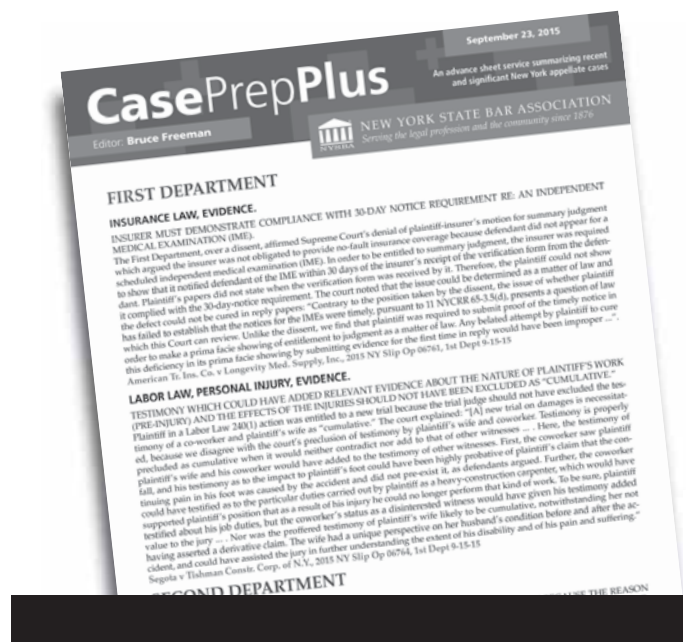 September 23, 2015
CasePrepPlus
An advance sheet service summarizing recent
and significant New York appellate cases
Editor: Bruce Freeman
NYSBA
NEW YORK STATE BAR ASSOCIATION
Serving the legal profession and the community since 1876
FIRST DEPARTMENT
INSURANCE LAW, EVIDENCE.
INSURER MUST DEMONSTRATE COMPLIANCE WITH 30-DAY NOTICE REQUIREMENT RE: AN INDEPENDENT
MEDICAL EXAMINATION (IME).
The First Department, over a dissent, affirmed Supreme Court's denial of plaintiff-insurer's motion for summary judgment
which argued the insurer was not obligated to provide no-fault insurance coverage because defendant did not appear for a
scheduled independent medical examination (IME). In order to be entitled to summary judgment, the insurer was required
to show that it notified defendant of the IME within 30 days of the insurer's receipt of the verification form from the defen-
dant. Plaintiff's papers did not state when the verification form was received by it. Therefore, the plaintiff could not show
it complied with the 30-day-notice requirement. The court noted that the issue could be determined as a matter of law and
the defect could not be cured in reply papers: "Contrary to the position taken by the dissent, the issue of whether plaintiff
has failed to establish that the notices for the IMEs were timely, pursuant to 11 NYCRR 65-3.5(d), presents a question of law
which this Court can review. Unlike the dissent, we find that plaintiff was required to submit proof of the timely notice in
order to make a prima facie showing of entitlement to judgment as a matter of law. Any belated attempt by plaintiff to cure
this deficiency in its prima facie showing by submitting evidence for the first time in reply would have been improper ...".
American Tr. Ins. Co. v Longevity Med. Supply, Inc., 2015 NY Slip Op 06761, 1st Dept 9-15-15
LABOR LAW, PERSONAL INJURY, EVIDENCE.
TESTIMONY WHICH COULD HAVE ADDED RELEVANT EVIDENCE ABOUT THE NATURE OF PLAINTIFF'S WORK
(PRE-INJURY) AND THE EFFECTS OF THE INJURIES SHOULD NOT HAVE BEEN EXCLUDED AS "CUMULATIVE."
Plaintiff in a Labor Law 240(1) action was entitled to a new trial because the trial judge should not have excluded the tes-
timony of a co-worker and plaintiff's wife as "cumulative." The court explained: "[A] new trial on damages is necessitat-
ed, because we disagree with the court's preclusion of testimony by plaintiff's wife and coworker. Testimony is properly
precluded as cumulative when it would neither contradict nor add to that of other witnesses ... . Here, the testimony of
plaintiff's wife and his coworker would have added to the testimony of other witnesses. First, the coworker saw plaintiff
fall, and his testimony as to the impact to plaintiff's foot could have been highly probative of plaintiff's claim that the con-
tinuing pain in his foot was caused by the accident and did not pre-exist it, as defendants argued. Further, the coworker
could have testified as to the particular duties carried out by plaintiff as a heavy-construction carpenter, which would have
supported plaintiff's position that as a result of his injury he could no longer perform that kind of work. To be sure, plaintiff
testified about his job duties, but the coworker's status as a disinterested witness would have given his testimony added
value to the jury ... . Nor was the proffered testimony of plaintiff's wife likely to be cumulative, notwithstanding her not
having asserted a derivative claim. The wife had a unique perspective on her husband's condition before and after the ac-
cident, and could have assisted the jury in further understanding the extent of his disability and of his pain and suffering."
Segota v Tishman Constr. Corp. of N.Y., 2015 NY Slip Op 06764, 1st Dept 9-15-15
SECOND DEPARTMENT
THE REASON